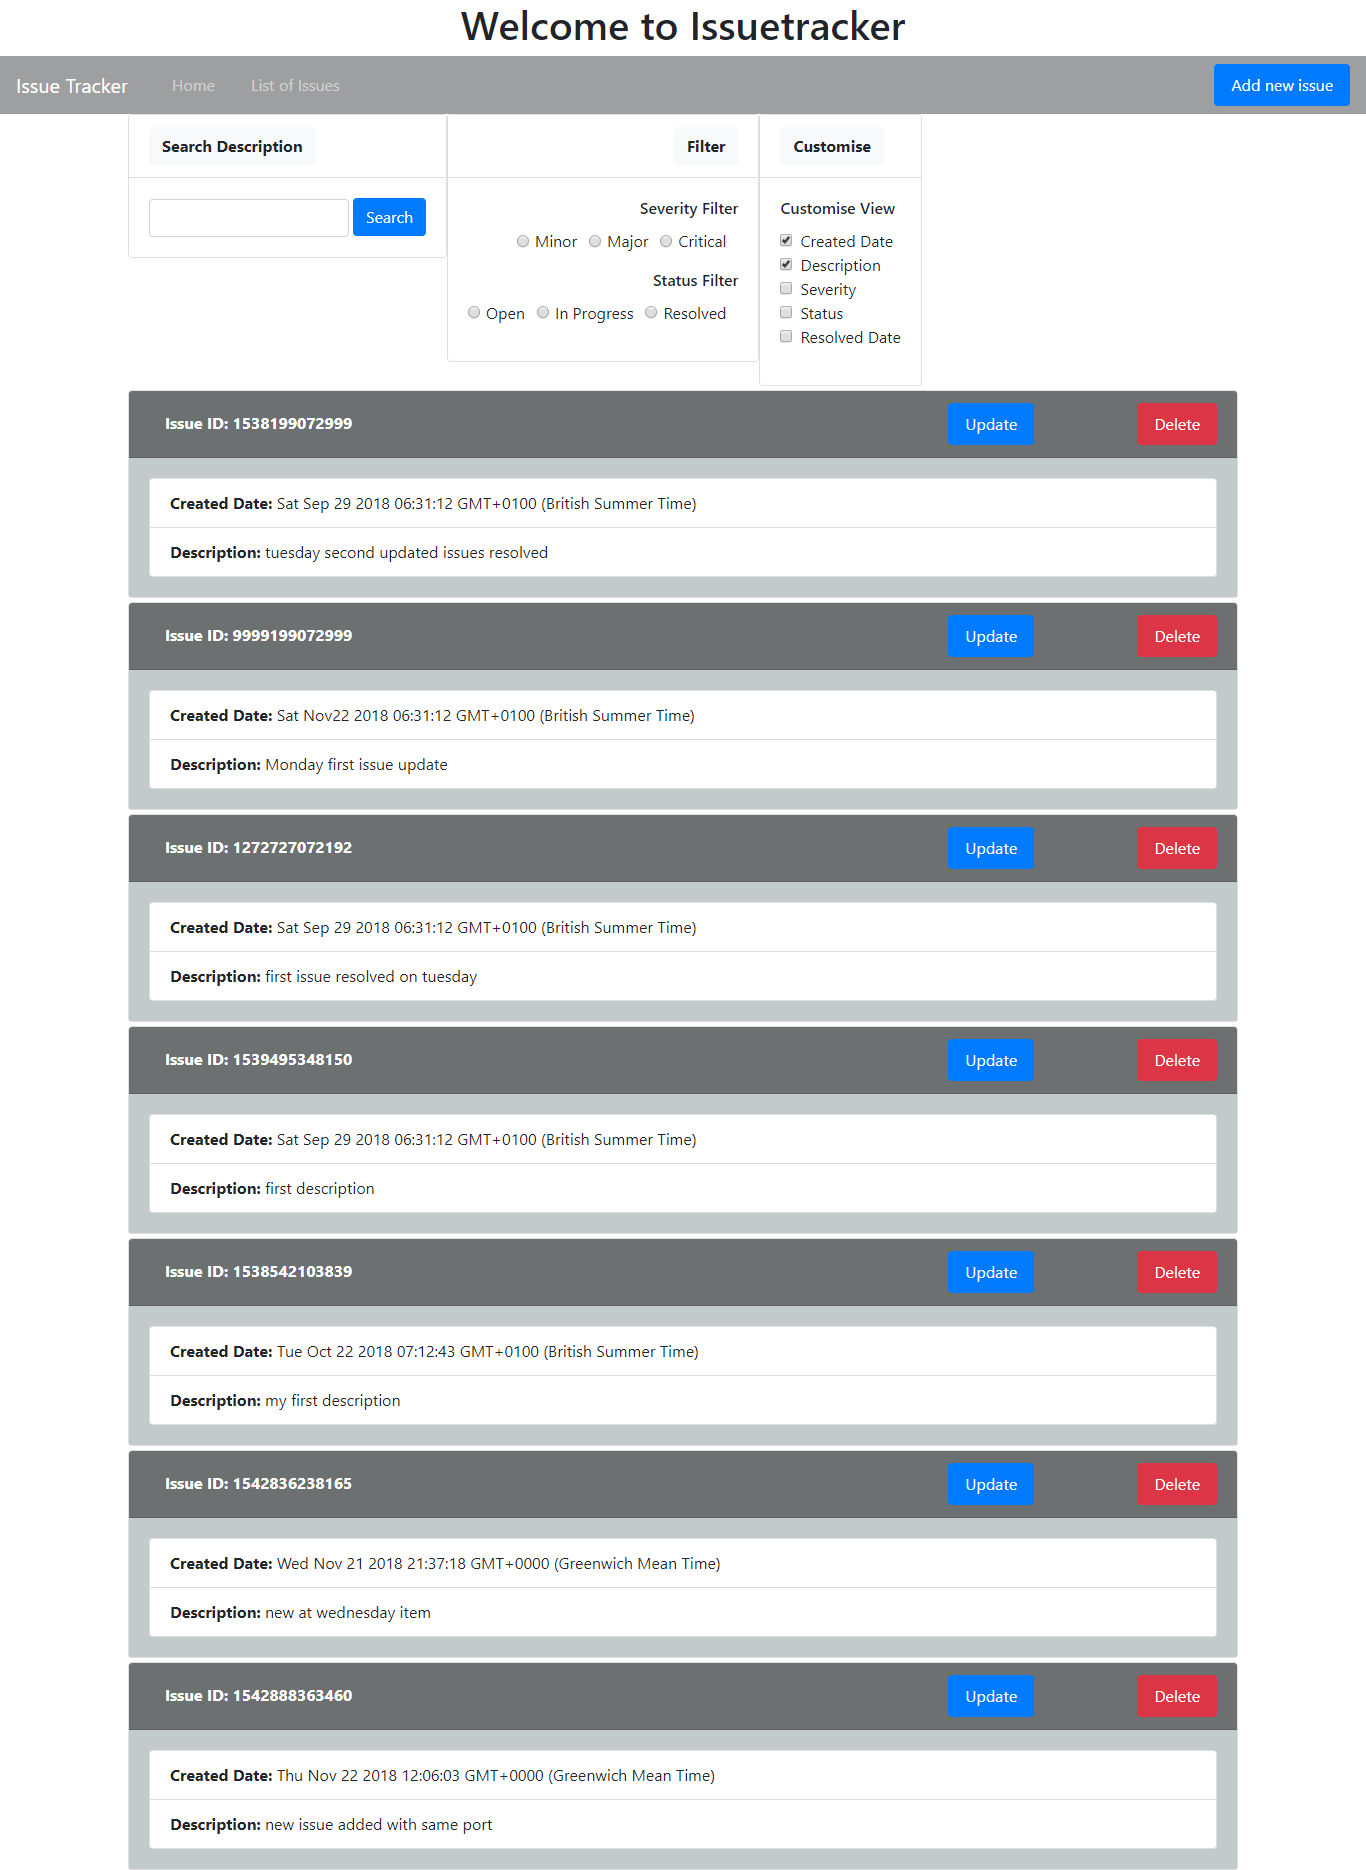 Welcome to Issuetracker
Issue Tracker Home List of Issues Add new issue
Search Description
Search
Filter
Severity Filter
Minor Major Critical
Status Filter
Open In Progress Resolved
Customise
Customise View
Created Date
Description
Severity
Status
Resolved Date
Issue ID: 1538199072999 Update Delete
Created Date: Sat Sep 29 2018 06:31:12 GMT+0100 (British Summer Time)
Description: tuesday second updated issues resolved
Issue ID: 9999199072999 Update Delete
Created Date: Sat Nov22 2018 06:31:12 GMT+0100 (British Summer Time)
Description: Monday first issue update
Issue ID: 1272727072192 Update Delete
Created Date: Sat Sep 29 2018 06:31:12 GMT+0100 (British Summer Time)
Description: first issue resolved on tuesday
Issue ID: 1539495348150 Update Delete
Created Date: Sat Sep 29 2018 06:31:12 GMT+0100 (British Summer Time)
Description: first description
Issue ID: 1538542103839 Update Delete
Created Date: Tue Oct 22 2018 07:12:43 GMT+0100 (British Summer Time)
Description: my first description
Issue ID: 1542836238165 Update Delete
Created Date: Wed Nov 21 2018 21:37:18 GMT+0000 (Greenwich Mean Time)
Description: new at wednesday item
Issue ID: 1542888363460 Update Delete
Created Date: Thu Nov 22 2018 12:06:03 GMT+0000 (Greenwich Mean Time)
Description: new issue added with same port